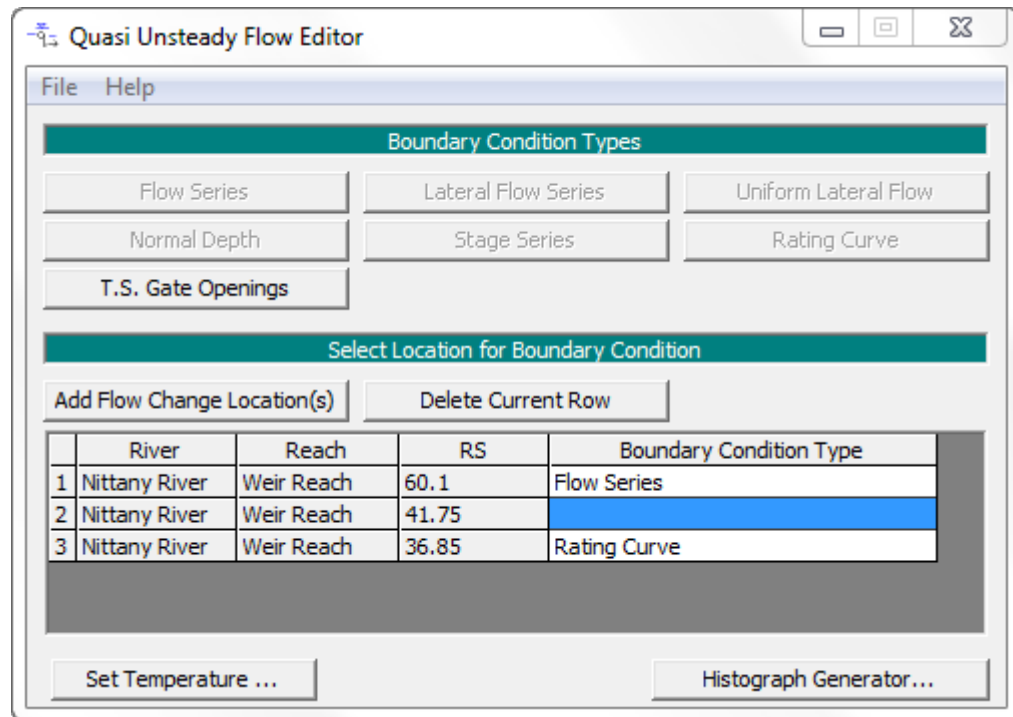 Quasi Unsteady Flow Editor
File Help
Boundary Condition Types
Flow Series Lateral Flow Series Uniform Lateral Flow
Normal Depth Stage Series Rating Curve
T.S. Gate Openings
Select Location for Boundary Condition
Add Flow Change Location(s) Delete Current Row
River Reach RS Boundary Condition Type
1 Nittany River Weir Reach 60.1 Flow Series
2 Nittany River Weir Reach 41.75
3 Nittany River Weir Reach 36.85 Rating Curve
Set Temperature ... Histograph Generator...